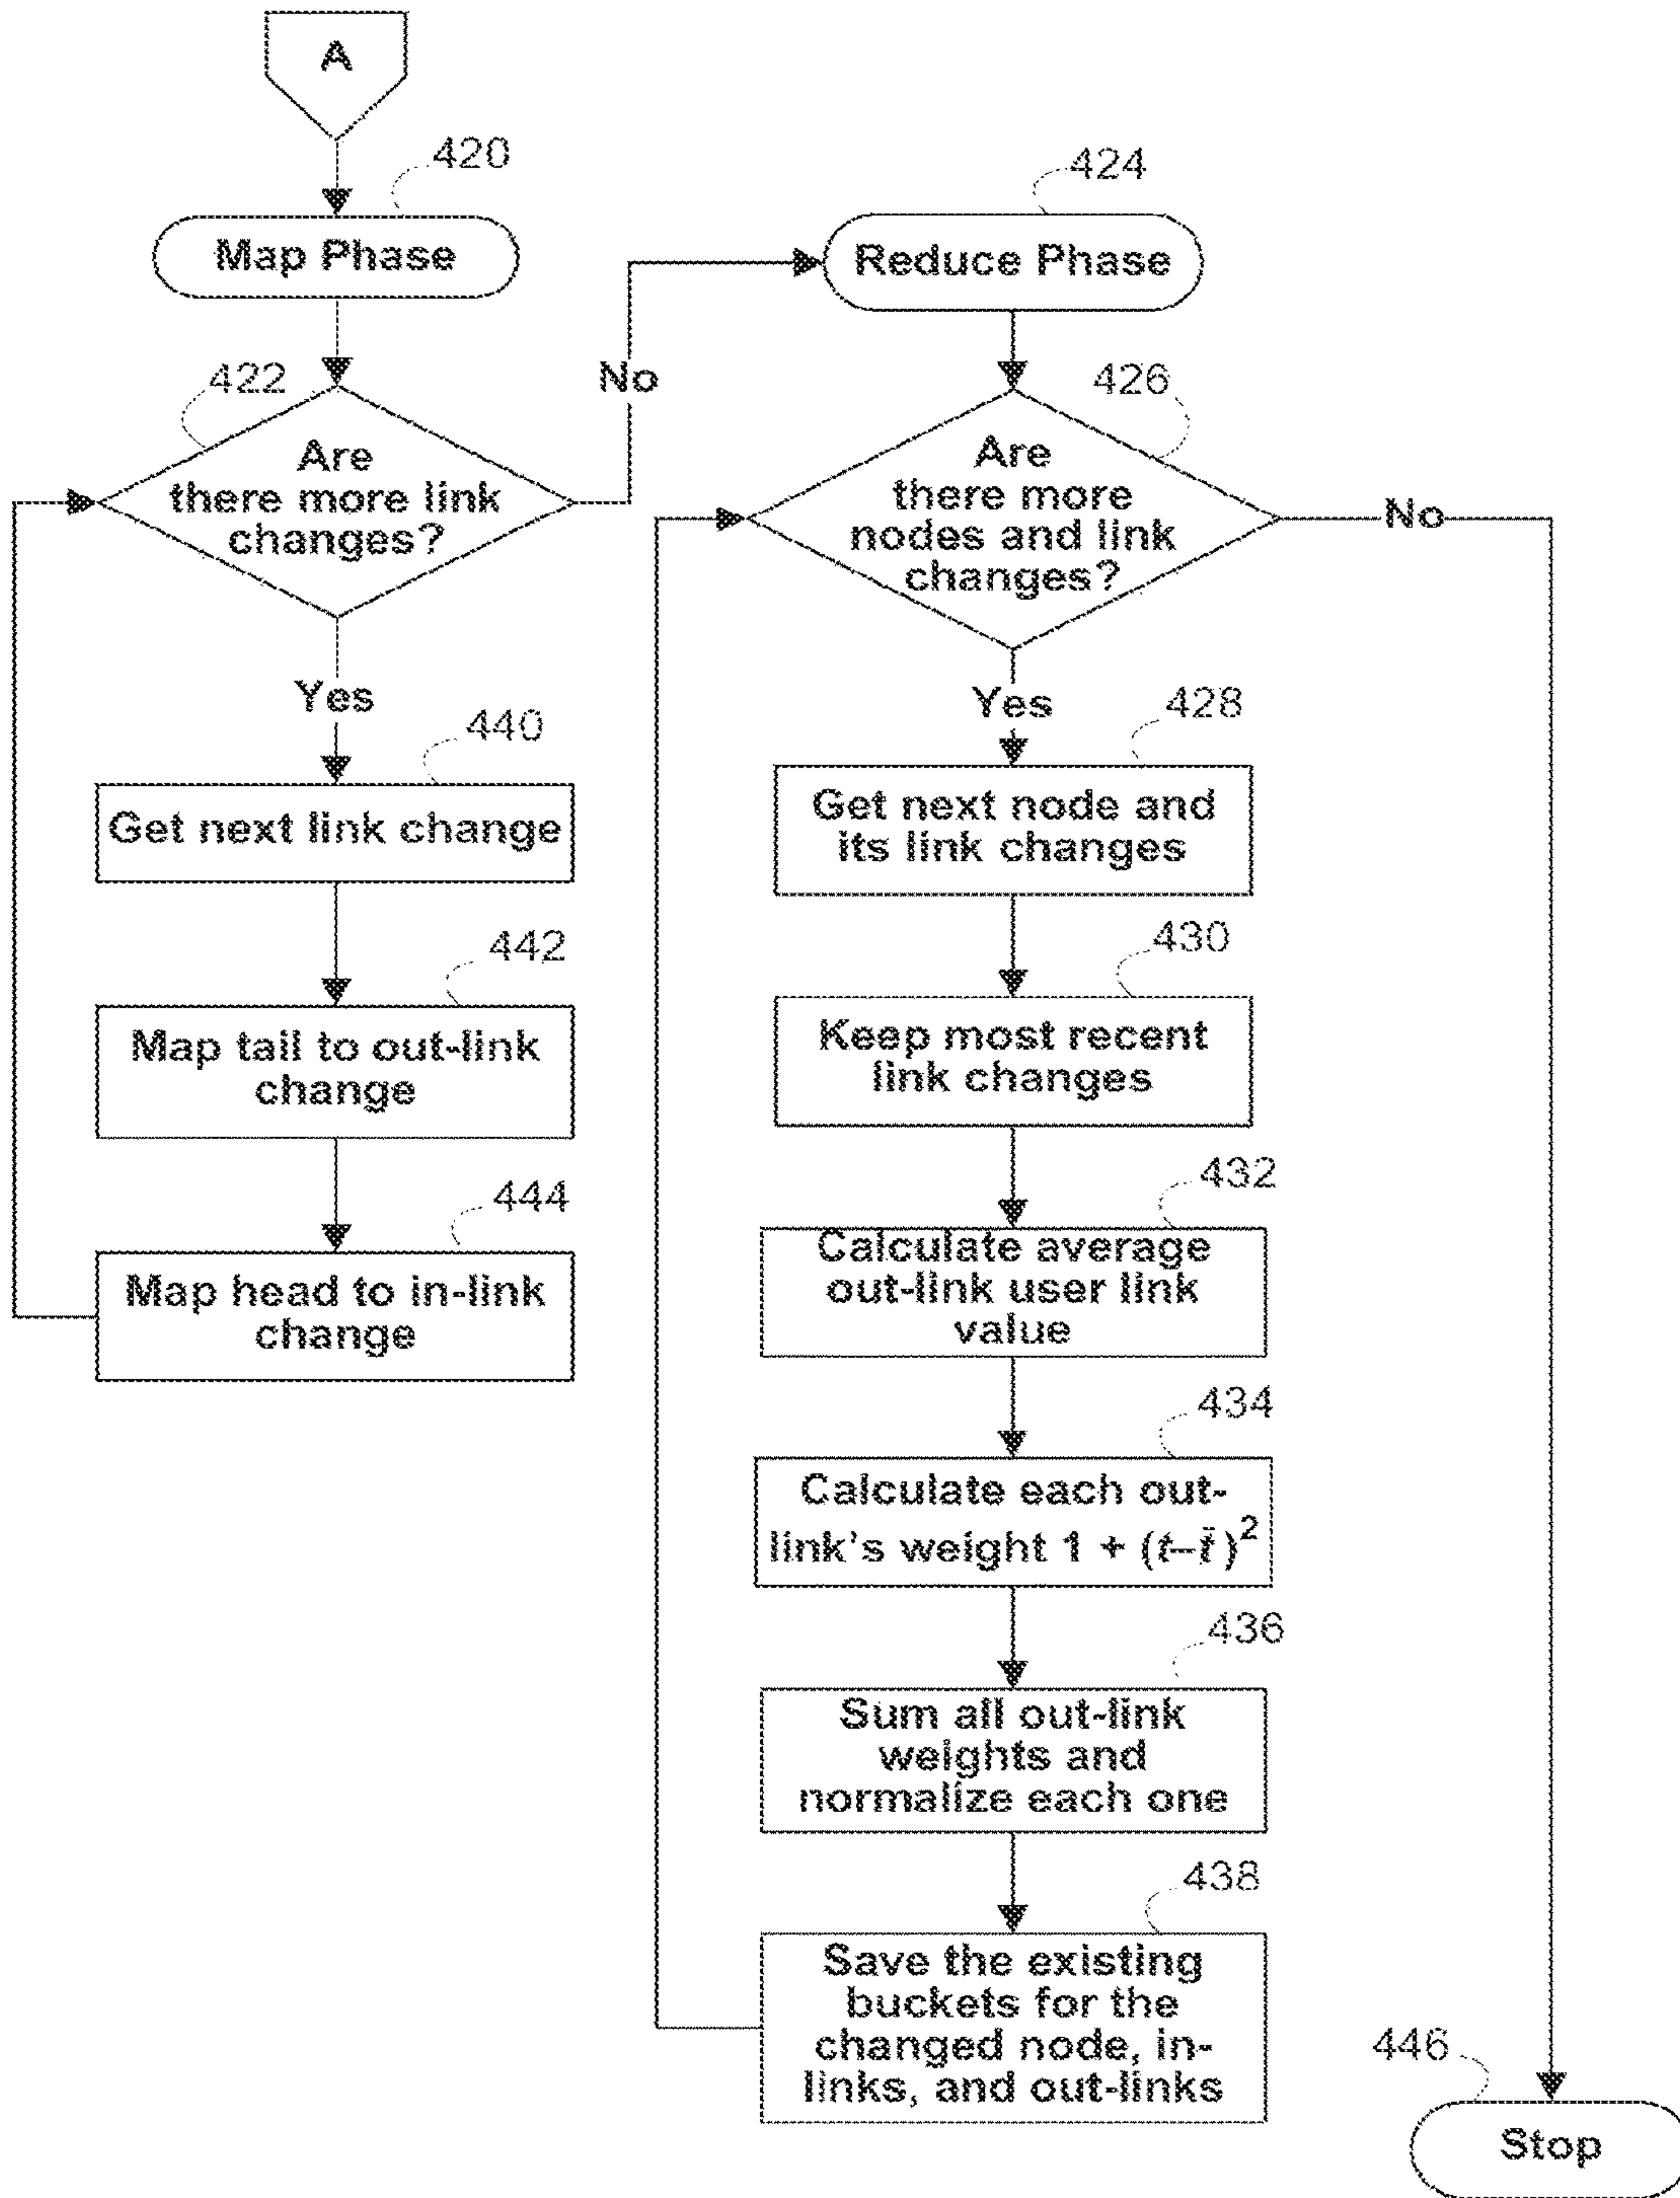 A
420
Map Phase
422
Are
there more link
changes?
No
Yes
440
Get next link change
442
Map tail to out-link
change
444
Map head to in-link
change
424
Reduce Phase
426
Are
there more
nodes and link
changes?
No
Yes
428
Get next node and
its link changes
430
Keep most recent
link changes
432
Calculate average
out-link user link
value
434
Calculate each out-
link's weight 1 + (t–t̄)²
436
Sum all out-link
weights and
normalize each one
438
Save the existing
buckets for the
changed node, in-
links, and out-links
446
Stop